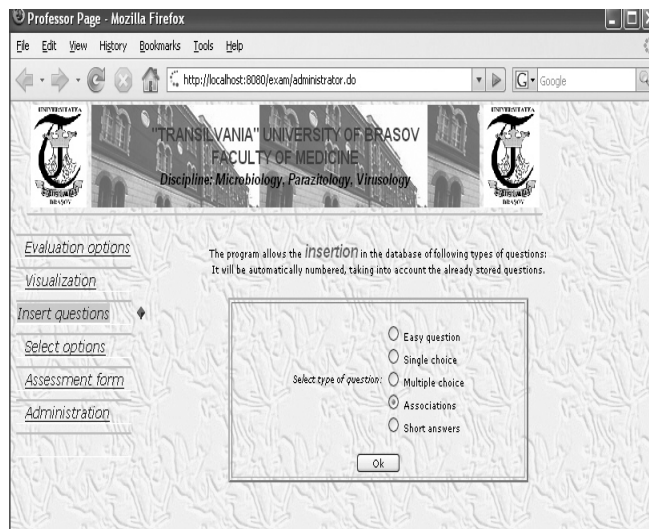 Professor Page - Mozilla Firefox
File Edit View History Bookmarks Tools Help
http://localhost:8080/exam/administrator.do
G Google
UNIVERSITATEA
BRASOV
"TRANSILVANIA" UNIVERSITY OF BRASOV
FACULTY OF MEDICINE
Discipline: Microbiology, Parazitology, Virusology
UNIVERSITATEA
BRASOV
Evaluation options
Visualization
Insert questions
Select options
Assessment form
Administration
The program allows the insertion in the database of following types of questions:
It will be automatically numbered, taking into account the already stored questions.
Select type of question:
Easy question
Single choice
Multiple choice
Associations
Short answers
Ok